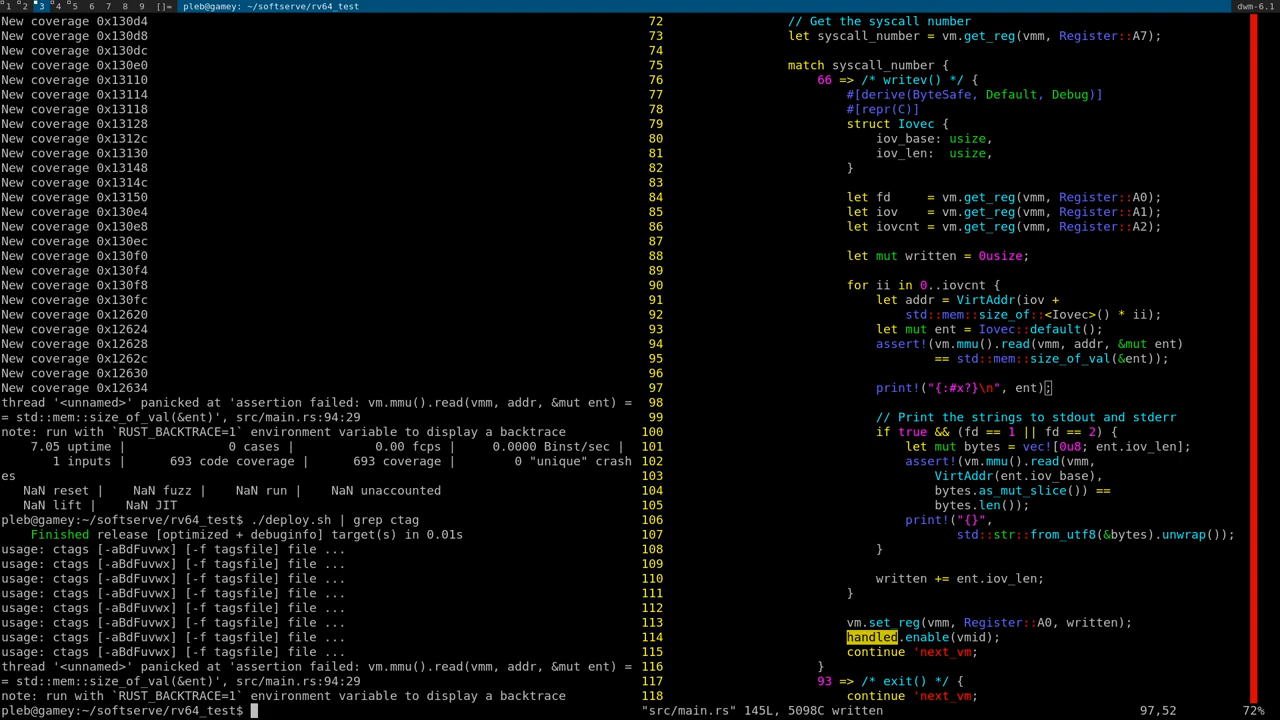 1 2 3 4 5 6 7 8 9 []= pleb@gamey: ~/softserve/rv64_test dwm-6.1
New coverage 0x130d4
New coverage 0x130d8
New coverage 0x130dc
New coverage 0x130e0
New coverage 0x13110
New coverage 0x13114
New coverage 0x13118
New coverage 0x13128
New coverage 0x1312c
New coverage 0x13130
New coverage 0x13148
New coverage 0x1314c
New coverage 0x13150
New coverage 0x130e4
New coverage 0x130e8
New coverage 0x130ec
New coverage 0x130f0
New coverage 0x130f4
New coverage 0x130f8
New coverage 0x130fc
New coverage 0x12620
New coverage 0x12624
New coverage 0x12628
New coverage 0x1262c
New coverage 0x12630
New coverage 0x12634
thread '<unnamed>' panicked at 'assertion failed: vm.mmu().read(vmm, addr, &mut ent) =
= std::mem::size_of_val(&ent)', src/main.rs:94:29
note: run with `RUST_BACKTRACE=1` environment variable to display a backtrace
    7.05 uptime |              0 cases |           0.00 fcps |     0.0000 Binst/sec |
       1 inputs |      693 code coverage |       693 coverage |       0 "unique" crash
es
   NaN reset |    NaN fuzz |    NaN run |    NaN unaccounted
   NaN lift |    NaN JIT
pleb@gamey:~/softserve/rv64_test$ ./deploy.sh | grep ctag
    Finished release [optimized + debuginfo] target(s) in 0.01s
usage: ctags [-aBdFuvwx] [-f tagsfile] file ...
usage: ctags [-aBdFuvwx] [-f tagsfile] file ...
usage: ctags [-aBdFuvwx] [-f tagsfile] file ...
usage: ctags [-aBdFuvwx] [-f tagsfile] file ...
usage: ctags [-aBdFuvwx] [-f tagsfile] file ...
usage: ctags [-aBdFuvwx] [-f tagsfile] file ...
usage: ctags [-aBdFuvwx] [-f tagsfile] file ...
usage: ctags [-aBdFuvwx] [-f tagsfile] file ...
thread '<unnamed>' panicked at 'assertion failed: vm.mmu().read(vmm, addr, &mut ent) =
= std::mem::size_of_val(&ent)', src/main.rs:94:29
note: run with `RUST_BACKTRACE=1` environment variable to display a backtrace
pleb@gamey:~/softserve/rv64_test$
72                 // Get the syscall number
73                 let syscall_number = vm.get_reg(vmm, Register::A7);
74
75                 match syscall_number {
76                     66 => /* writev() */ {
77                         #[derive(ByteSafe, Default, Debug)]
78                         #[repr(C)]
79                         struct Iovec {
80                             iov_base: usize,
81                             iov_len:  usize,
82                         }
83
84                         let fd     = vm.get_reg(vmm, Register::A0);
85                         let iov    = vm.get_reg(vmm, Register::A1);
86                         let iovcnt = vm.get_reg(vmm, Register::A2);
87
88                         let mut written = 0usize;
89
90                         for ii in 0..iovcnt {
91                             let addr = VirtAddr(iov +
92                                 std::mem::size_of::<Iovec>() * ii);
93                             let mut ent = Iovec::default();
94                             assert!(vm.mmu().read(vmm, addr, &mut ent)
95                                     == std::mem::size_of_val(&ent));
96
97                             print!("{:#x?}\n", ent);
98
99                             // Print the strings to stdout and stderr
100                             if true && (fd == 1 || fd == 2) {
101                                 let mut bytes = vec![0u8; ent.iov_len];
102                                 assert!(vm.mmu().read(vmm,
103                                     VirtAddr(ent.iov_base),
104                                     bytes.as_mut_slice()) ==
105                                     bytes.len());
106                                 print!("{}",
107                                        std::str::from_utf8(&bytes).unwrap());
108                             }
109
110                             written += ent.iov_len;
111                         }
112
113                         vm.set_reg(vmm, Register::A0, written);
114                         handled.enable(vmid);
115                         continue 'next_vm;
116                     }
117                     93 => /* exit() */ {
118                         continue 'next_vm;
"src/main.rs" 145L, 5098C written 97,52 72%